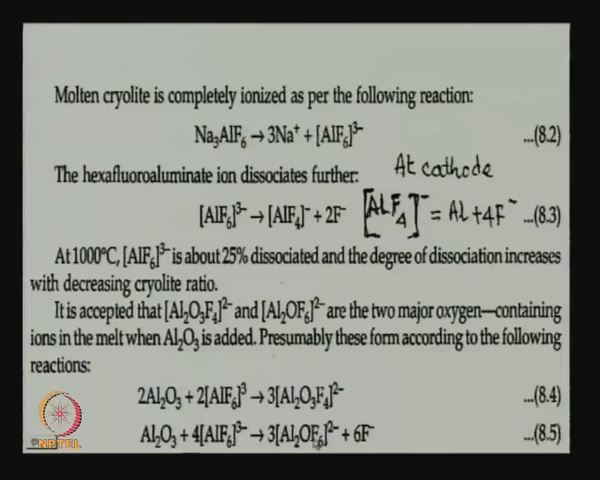 Molten cryolite is completely ionized as per the following reaction:
Na₃AlF₆ → 3Na⁺ + [AlF₆]³⁻ ...(8.2)
The hexafluoroaluminate ion dissociates further: At cathode
[AlF₆]³⁻ → [AlF₄]⁻ + 2F⁻ [AlF₄]⁻ = Al + 4F⁻ ...(8.3)
At 1000°C, [AlF₆]³⁻ is about 25% dissociated and the degree of dissociation increases
with decreasing cryolite ratio.
It is accepted that [Al₂O₃F₄]²⁻ and [Al₂OF₆]²⁻ are the two major oxygen—containing
ions in the melt when Al₂O₃ is added. Presumably these form according to the following
reactions:
2Al₂O₃ + 2[AlF₆]³ → 3[Al₂O₃F₄]²⁻ ...(8.4)
Al₂O₃ + 4[AlF₆]³⁻ → 3[Al₂OF₆]²⁻ + 6F⁻ ...(8.5)
NPTEL